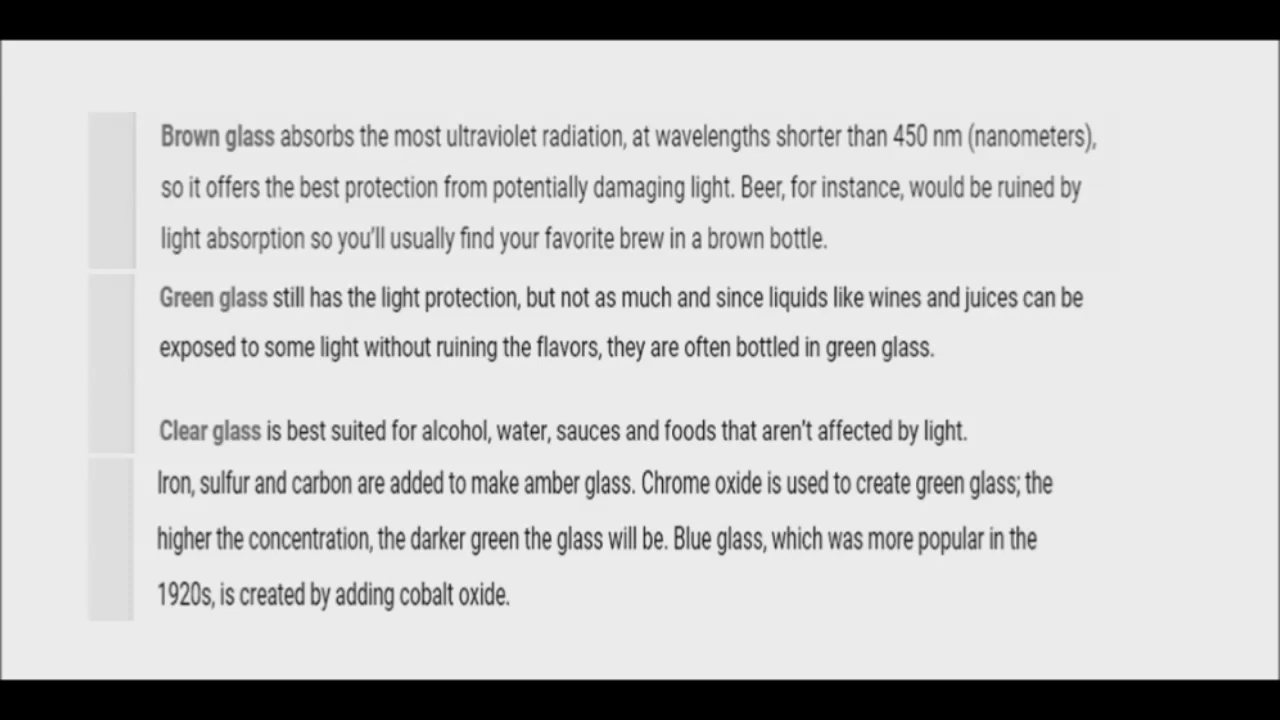 Brown glass absorbs the most ultraviolet radiation, at wavelengths shorter than 450 nm (nanometers),
so it offers the best protection from potentially damaging light. Beer, for instance, would be ruined by
light absorption so you'll usually find your favorite brew in a brown bottle.
Green glass still has the light protection, but not as much and since liquids like wines and juices can be
exposed to some light without ruining the flavors, they are often bottled in green glass.
Clear glass is best suited for alcohol, water, sauces and foods that aren't affected by light.
Iron, sulfur and carbon are added to make amber glass. Chrome oxide is used to create green glass; the
higher the concentration, the darker green the glass will be. Blue glass, which was more popular in the
1920s, is created by adding cobalt oxide.